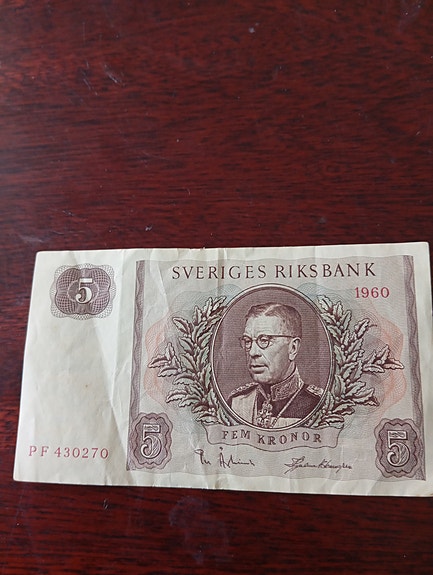 5
SVERIGES RIKSBANK
1960
FEM KRONOR
5
5
PF 430270